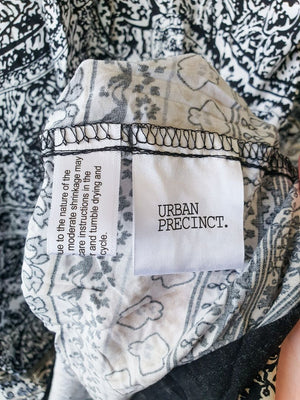 ue to the nature of the
moderate shrinkage may
are instructions in the
r and tumble drying and
cycle.
URBAN
PRECINCT.